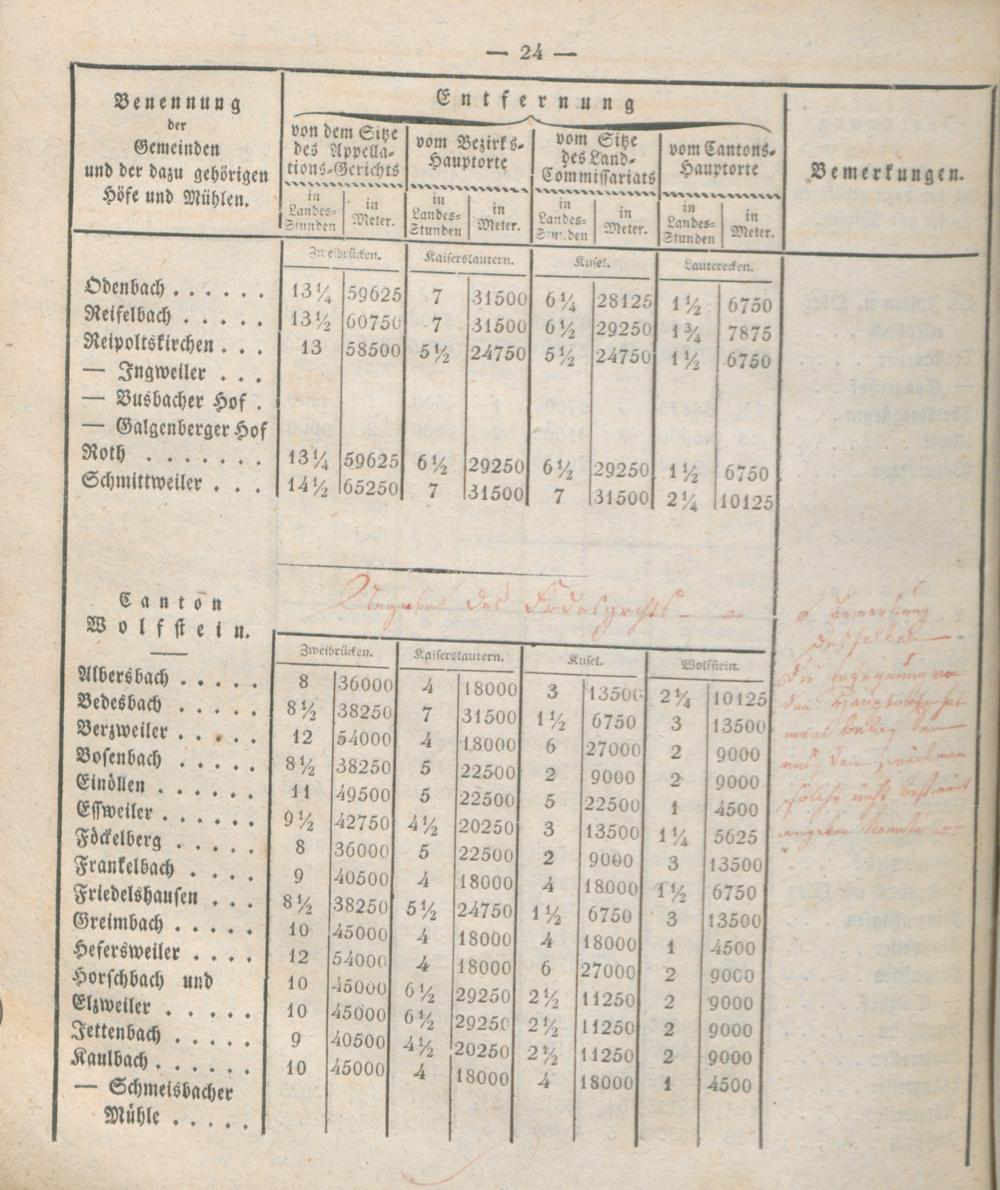 — 24 —
Benennung
der
Gemeinden
und der dazu gehörigen
Höfe und Mühlen.
Entfernung
von dem Sitze des Appella-tions-Gerichts
vom Bezirks-Hauptorte
vom Sitze des Land-Commissariats
vom Cantons-Hauptorte
Bemerkungen.
in Landes-Stunden in Meter. in Landes-Stunden in Meter. in Landes-Stunden in Meter. in Landes-Stunden in Meter.
Zweibrücken. Kaiserslautern. Kusel. Lauterecken.
Odenbach . . . . . . 13¼ 59625 7 31500 6¼ 28125 1½ 6750
Reifelbach . . . . . 13½ 60750 7 31500 6½ 29250 1¾ 7875
Reipoltskirchen . . . 13 58500 5½ 24750 5½ 24750 1½ 6750
— Ingweiler . . .
— Busbacher Hof .
— Galgenberger Hof
Roth . . . . . . . 13¼ 59625 6½ 29250 6½ 29250 1½ 6750
Schmittweiler . . . 14½ 65250 7 31500 7 31500 2¼ 10125
Canton
Wolfstein.
Zweibrücken. Kaiserslautern. Kusel. Wolfstein.
Albersbach . . . . . 8 36000 4 18000 3 13500 2¼ 10125
Bedesbach . . . . . 8½ 38250 7 31500 1½ 6750 3 13500
Berzweiler . . . . . 12 54000 4 18000 6 27000 2 9000
Bosenbach . . . . . 8½ 38250 5 22500 2 9000 2 9000
Einöllen . . . . . . 11 49500 5 22500 5 22500 1 4500
Essweiler . . . . . . 9½ 42750 4½ 20250 3 13500 1¼ 5625
Föckelberg . . . . . 8 36000 5 22500 2 9000 3 13500
Frankelbach . . . . 9 40500 4 18000 4 18000 1½ 6750
Friedelshausen . . . 8½ 38250 5½ 24750 1½ 6750 3 13500
Greimbach . . . . . 10 45000 4 18000 4 18000 1 4500
Hefersweiler . . . . 12 54000 4 18000 6 27000 2 9000
Horschbach und 10 45000 6½ 29250 2½ 11250 2 9000
Elzweiler . . . . . 10 45000 6½ 29250 2½ 11250 2 9000
Jettenbach . . . . . 9 40500 4½ 20250 2½ 11250 2 9000
Kaulbach . . . . . . 10 45000 4 18000 4 18000 1 4500
— Schmeisbacher
Mühle . . . . .